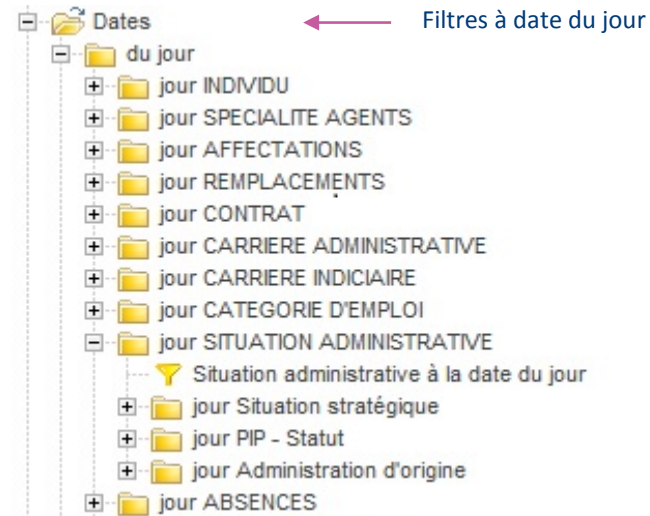 Dates
Filtres à date du jour
du jour
jour INDIVIDU
jour SPECIALITE AGENTS
jour AFFECTATIONS
jour REMPLACEMENTS
jour CONTRAT
jour CARRIERE ADMINISTRATIVE
jour CARRIERE INDICIAIRE
jour CATEGORIE D'EMPLOI
jour SITUATION ADMINISTRATIVE
Situation administrative à la date du jour
jour Situation stratégique
jour PIP - Statut
jour Administration d'origine
jour ABSENCES